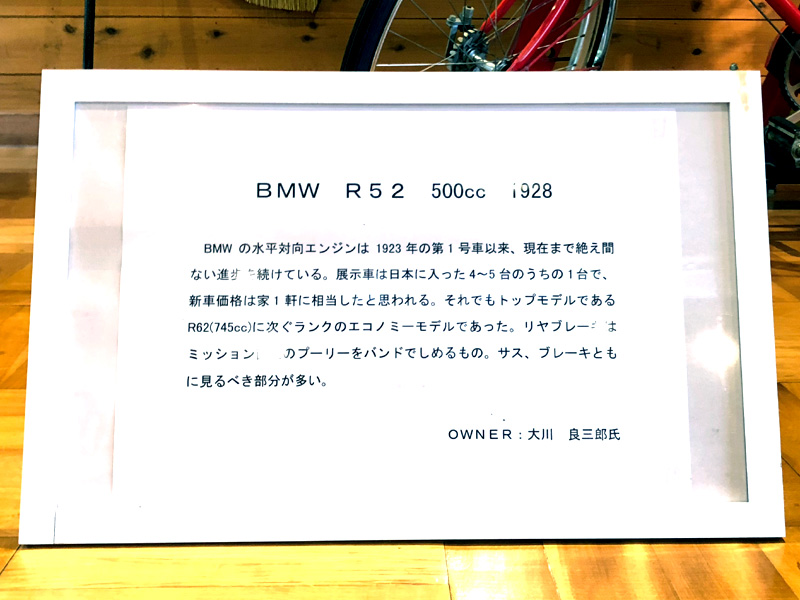 BMW R52 500cc 1928
BMW の水平対向エンジンは 1923 年の第1号車以来、現在まで絶え間
ない進歩を続けている。展示車は日本に入った 4～5 台のうちの1台で、
新車価格は家1軒に相当したと思われる。それでもトップモデルである
R62(745cc)に次ぐランクのエコノミーモデルであった。リヤブレーキは
ミッション のプーリーをバンドでしめるもの。サス、ブレーキとも
に見るべき部分が多い。
OWNER：大川 良三郎氏